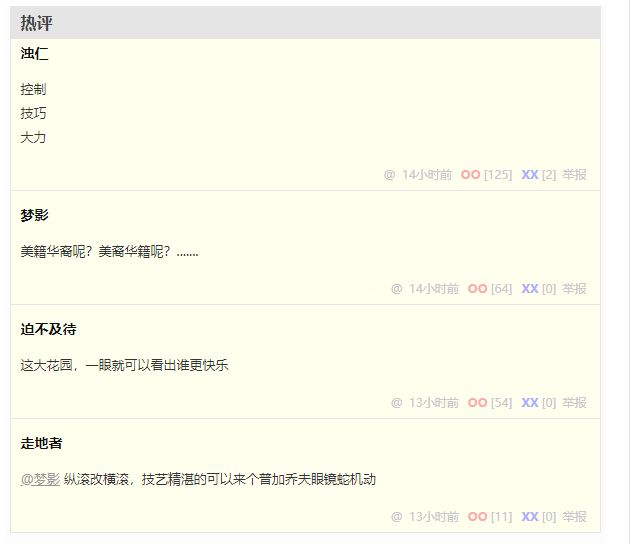 热评
浊仁
控制
技巧
大力
@ 14小时前 OO [125] XX [2] 举报
梦影
美籍华裔呢？美裔华籍呢？.......
@ 14小时前 OO [64] XX [0] 举报
迫不及待
这大花园，一眼就可以看出谁更快乐
@ 13小时前 OO [54] XX [0] 举报
走地者
@梦影 纵滚改横滚，技艺精湛的可以来个普加乔夫眼镜蛇机动
@ 13小时前 OO [11] XX [0] 举报